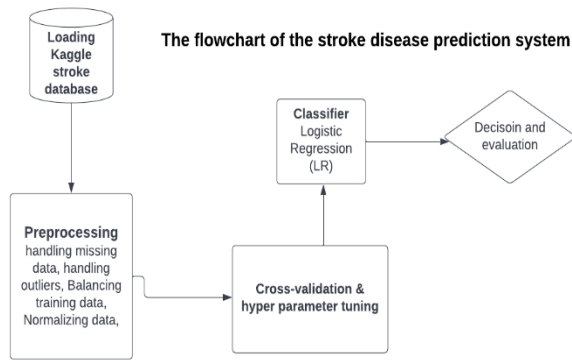 The flowchart of the stroke disease prediction system
Loading
Kaggle
stroke
database
Preprocessing
handling missing
data, handling
outliers, Balancing
training data,
Normalizing data,
Cross-validation &
hyper parameter tuning
Classifier
Logistic
Regression
(LR)
Decisoin and
evaluation